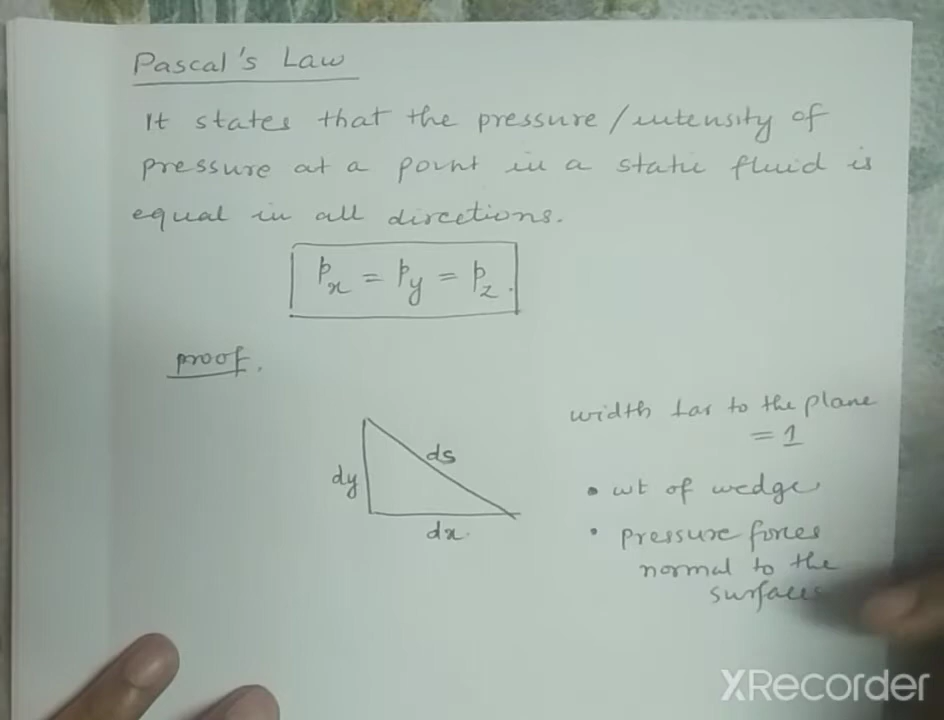 Pascal's Law
It states that the pressure / intensity of
pressure at a point in a static fluid is
equal in all directions.
px = py = pz.
proof.
width tar to the plane
= 1
dy
ds
dx.
• wt of wedge
• pressure forces
normal to the
surfaces
XRecorder